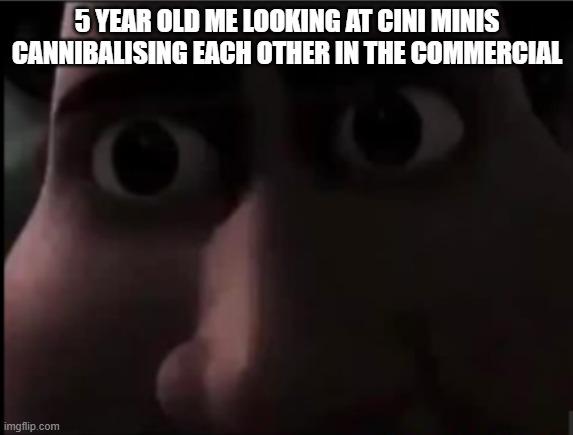 5 YEAR OLD ME LOOKING AT CINI MINIS
CANNIBALISING EACH OTHER IN THE COMMERCIAL
imgflip.com